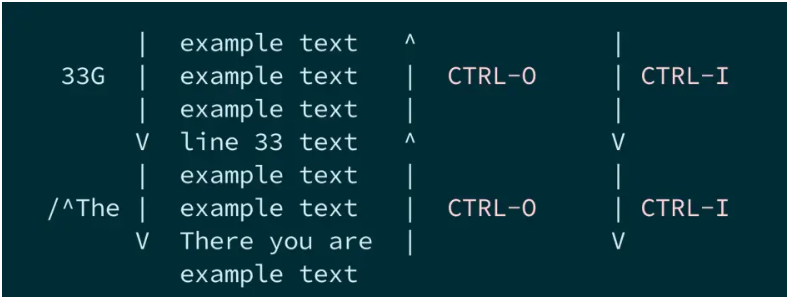 |  example text   ^             |
 33G  |  example text   |  CTRL-O     | CTRL-I
      |  example text   |             |
      V  line 33 text   ^             V
      |  example text   |             |
/^The |  example text   |  CTRL-O     | CTRL-I
      V  There you are  |             V
         example text